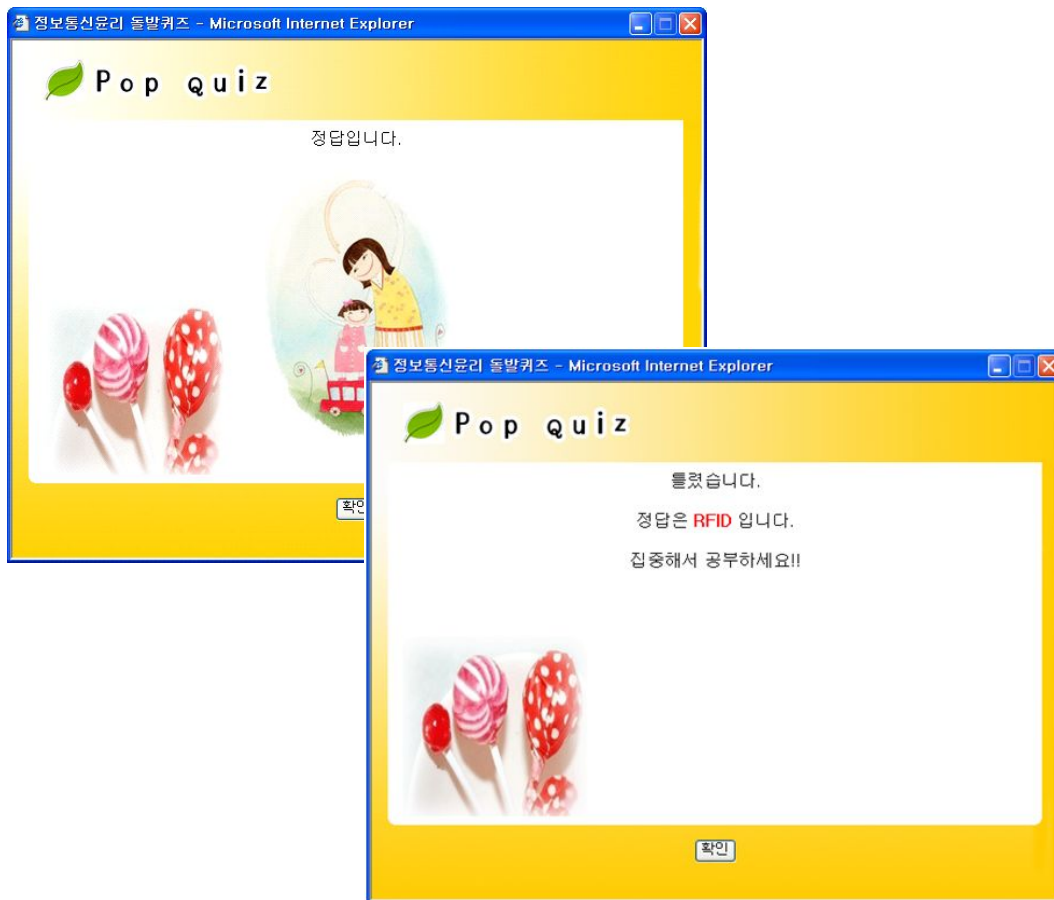 정보통신윤리 돌발퀴즈 - Microsoft Internet Explorer
Pop quiz
정답입니다.
확인
정보통신윤리 돌발퀴즈 - Microsoft Internet Explorer
Pop quiz
틀렸습니다.
정답은 RFID 입니다.
집중해서 공부하세요!!
확인